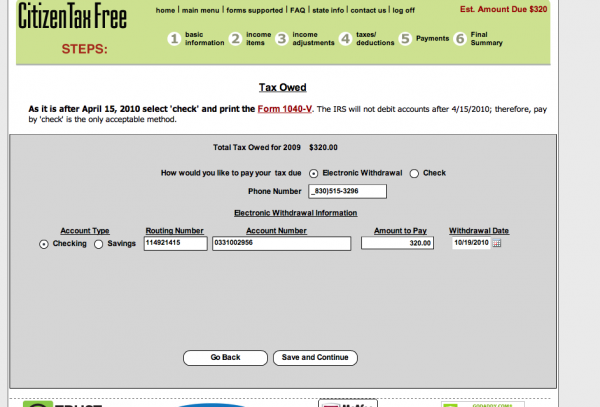 CitizenTax Free
home | main menu | forms supported | FAQ | state info | contact us | log off
Est. Amount Due $320
STEPS:
1 basic information
2 income items
3 income adjustments
4 taxes/ deductions
5 Payments
6 Final Summary
Tax Owed
As it is after April 15, 2010 select 'check' and print the Form 1040-V. The IRS will not debit accounts after 4/15/2010; therefore, pay
by 'check' is the only acceptable method.
Total Tax Owed for 2009 $320.00
How would you like to pay your tax due Electronic Withdrawal Check
Phone Number _830)515-3296
Electronic Withdrawal Information
Account Type Routing Number Account Number Amount to Pay Withdrawal Date
Checking Savings 114921415 0331002956 320.00 10/19/2010
Go Back Save and Continue